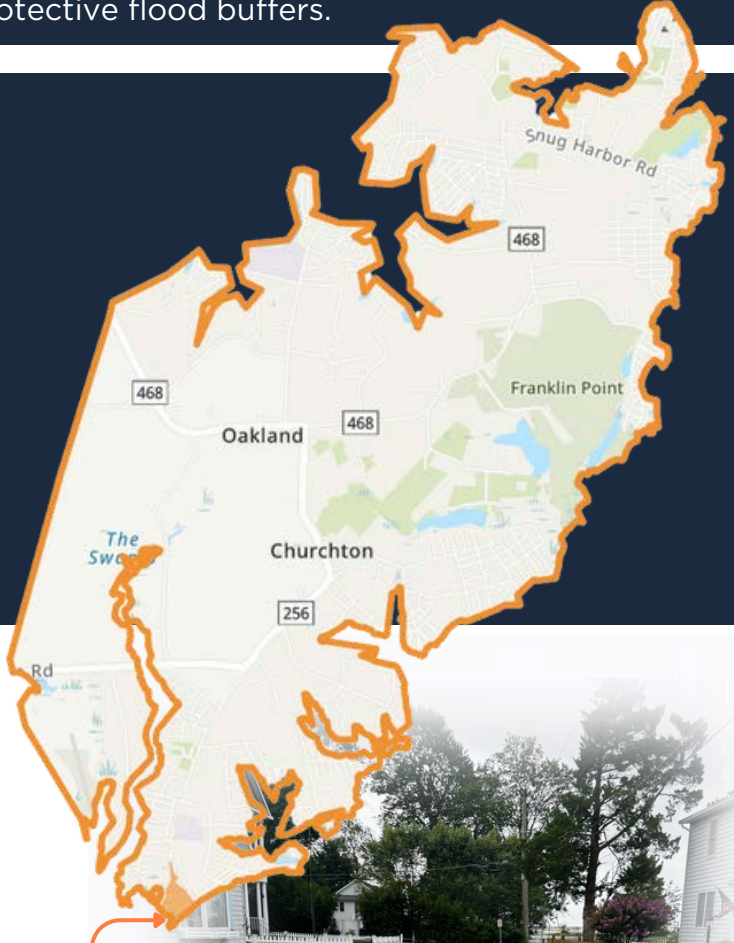 otective flood buffers.
Snug Harbor Rd
468
Franklin Point
468
468
Oakland
Churchton
The
256
Rd